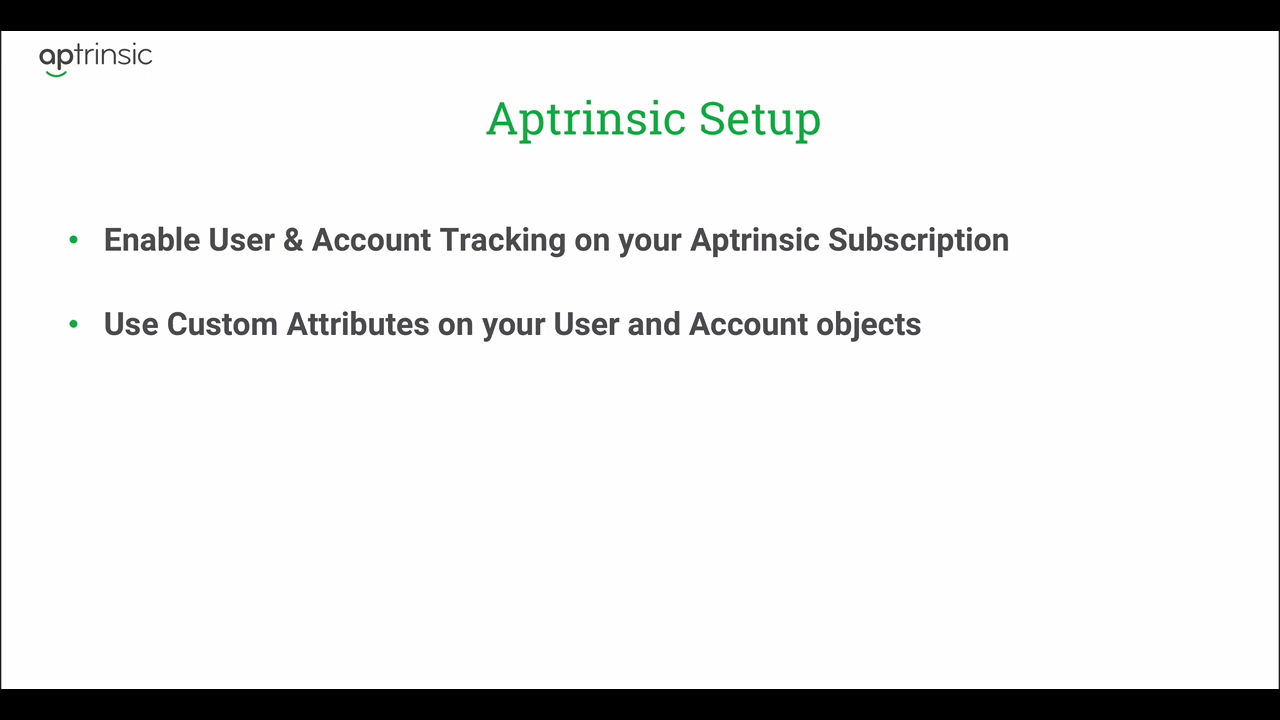 aptrinsic
Aptrinsic Setup
• Enable User & Account Tracking on your Aptrinsic Subscription
• Use Custom Attributes on your User and Account objects